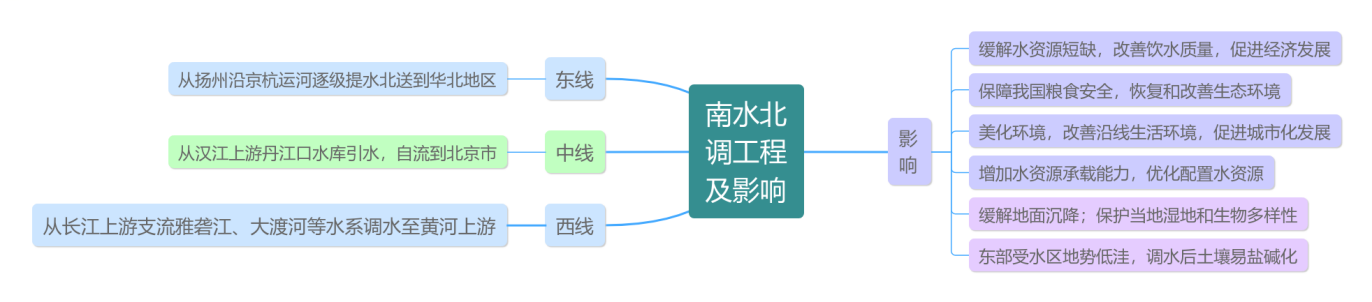 南水北
调工程
及影响
东线
从扬州沿京杭运河逐级提水北送到华北地区
中线
从汉江上游丹江口水库引水，自流到北京市
西线
从长江上游支流雅砻江、大渡河等水系调水至黄河上游
影
响
缓解水资源短缺，改善饮水质量，促进经济发展
保障我国粮食安全，恢复和改善生态环境
美化环境，改善沿线生活环境，促进城市化发展
增加水资源承载能力，优化配置水资源
缓解地面沉降；保护当地湿地和生物多样性
东部受水区地势低洼，调水后土壤易盐碱化